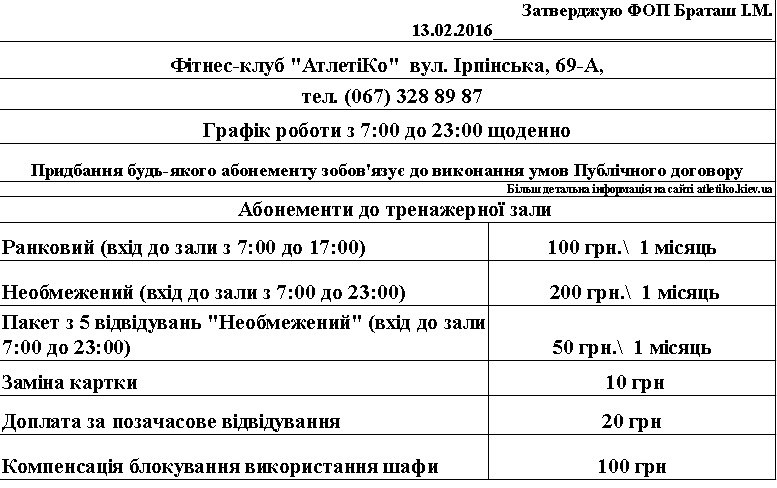 Затверджую ФОП Браташ І.М.
13.02.2016
Фітнес-клуб "АтлетіКо" вул. Ірпінська, 69-А,
тел. (067) 328 89 87
Графік роботи з 7:00 до 23:00 щоденно
Придбання будь-якого абонементу зобов'язує до виконання умов Публічного договору
Більш детальна інформація на сайті atletiko.kiev.ua
Абонементи до тренажерної зали
Ранковий (вхід до зали з 7:00 до 17:00) 100 грн.\ 1 місяць
Необмежений (вхід до зали з 7:00 до 23:00) 200 грн.\ 1 місяць
Пакет з 5 відвідувань "Необмежений" (вхід до зали
7:00 до 23:00) 50 грн.\ 1 місяць
Заміна картки 10 грн
Доплата за позачасове відвідування 20 грн
Компенсація блокування використання шафи 100 грн